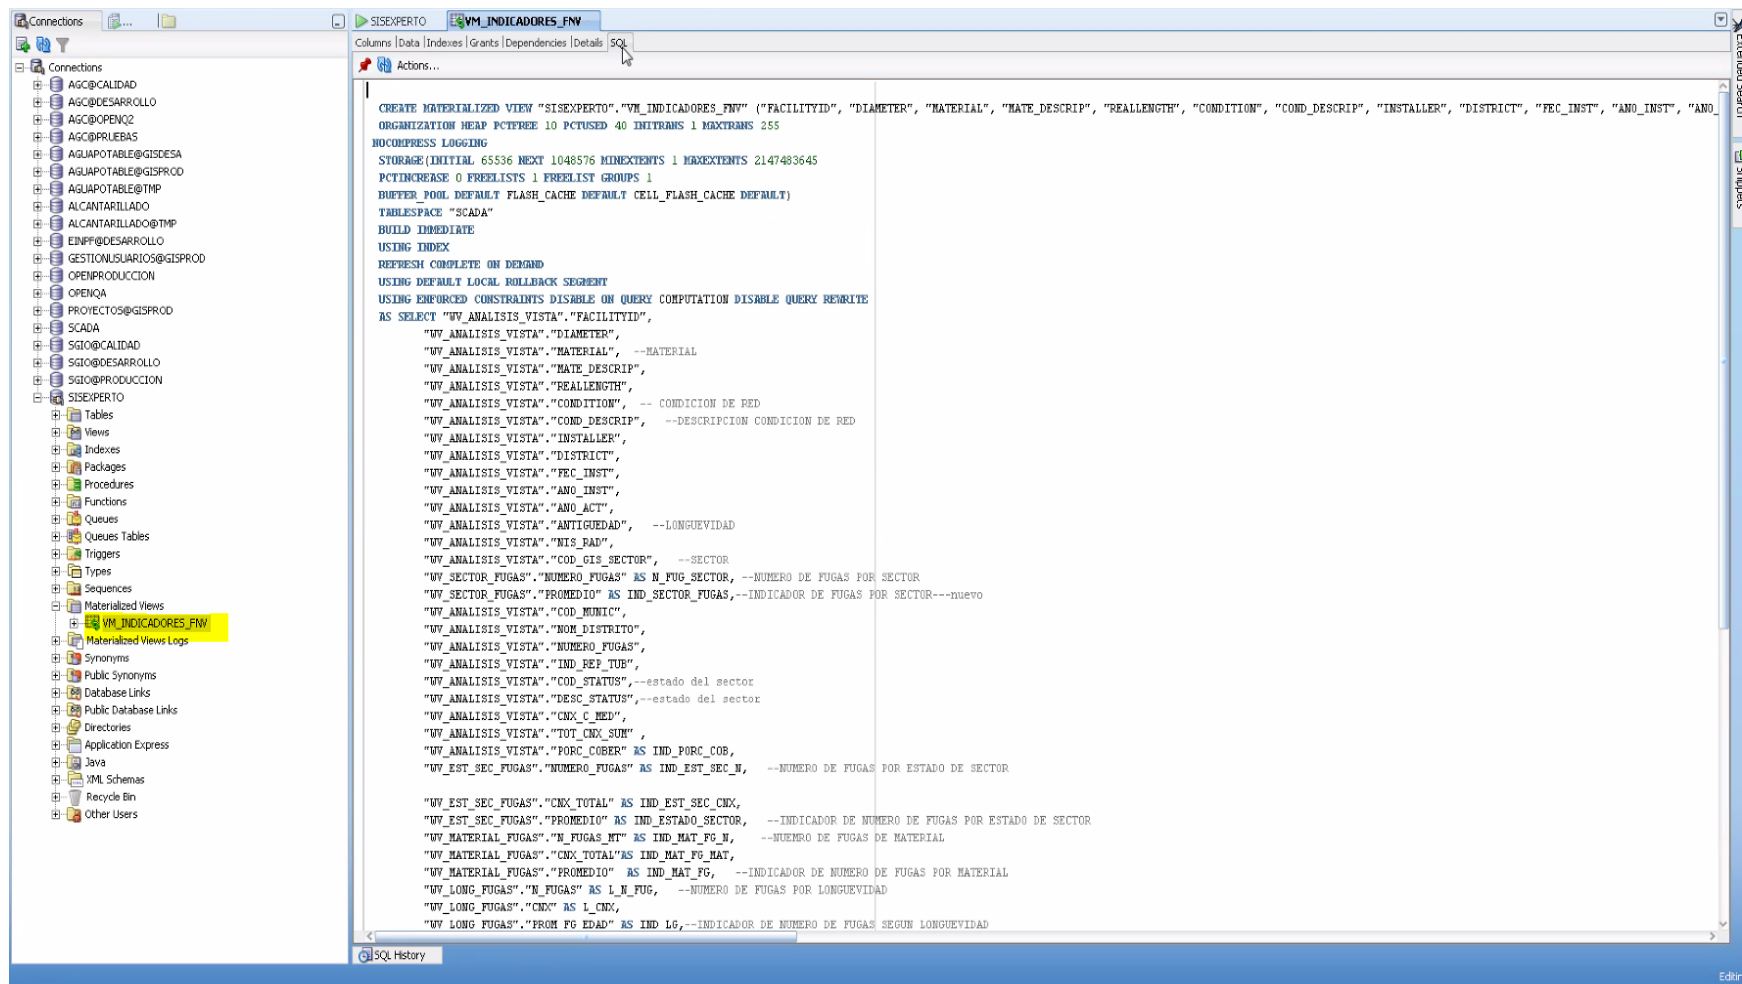 Connections
...
SISEXPERTO
VM_INDICADORES_FNV
Columns |Data |Indexes|Grants|Dependencies|Details|SQL
Actions...
Connections
AGC@CALIDAD
AGC@DESARROLLO
AGC@OPENQ2
AGC@PRUEBAS
AGUAPOTABLE@GISDESA
AGUAPOTABLE@GISPROD
AGUAPOTABLE@TMP
ALCANTARILLADO
ALCANTARILLADO@TMP
EINPF@DESARROLLO
GESTIONUSUARIOS@GISPROD
OPENPRODUCCION
OPENQA
PROYECTOS@GISPROD
SCADA
SGIO@CALIDAD
SGIO@DESARROLLO
SGIO@PRODUCCION
SISEXPERTO
Tables
Views
Indexes
Packages
Procedures
Functions
Queues
Queues Tables
Triggers
Types
Sequences
Materialized Views
VM_INDICADORES_FNV
Materialized Views Logs
Synonyms
Public Synonyms
Database Links
Public Database Links
Directories
Application Express
Java
XML Schemas
Recycle Bin
Other Users
CREATE MATERIALIZED VIEW "SISEXPERTO"."VM_INDICADORES_FNV" ("FACILITYID", "DIAMETER", "MATERIAL", "MATE_DESCRIP", "REALLENGTH", "CONDITION", "COND_DESCRIP", "INSTALLER", "DISTRICT", "FEC_INST", "ANO_INST", "ANO_
ORGANIZATION HEAP PCTFREE 10 PCTUSED 40 INITRANS 1 MAXTRANS 255
NOCOMPRESS LOGGING
STORAGE(INITIAL 65536 NEXT 1048576 MINEXTENTS 1 MAXEXTENTS 2147483645
PCTINCREASE 0 FREELISTS 1 FREELIST GROUPS 1
BUFFER_POOL DEFAULT FLASH_CACHE DEFAULT CELL_FLASH_CACHE DEFAULT)
TABLESPACE "SCADA"
BUILD IMMEDIATE
USING INDEX
REFRESH COMPLETE ON DEMAND
USING DEFAULT LOCAL ROLLBACK SEGMENT
USING ENFORCED CONSTRAINTS DISABLE ON QUERY COMPUTATION DISABLE QUERY REWRITE
AS SELECT "WV_ANALISIS_VISTA"."FACILITYID",
"WV_ANALISIS_VISTA"."DIAMETER",
"WV_ANALISIS_VISTA"."MATERIAL", --MATERIAL
"WV_ANALISIS_VISTA"."MATE_DESCRIP",
"WV_ANALISIS_VISTA"."REALLENGTH",
"WV_ANALISIS_VISTA"."CONDITION", -- CONDICION DE RED
"WV_ANALISIS_VISTA"."COND_DESCRIP", --DESCRIPCION CONDICION DE RED
"WV_ANALISIS_VISTA"."INSTALLER",
"WV_ANALISIS_VISTA"."DISTRICT",
"WV_ANALISIS_VISTA"."FEC_INST",
"WV_ANALISIS_VISTA"."ANO_INST",
"WV_ANALISIS_VISTA"."ANO_ACT",
"WV_ANALISIS_VISTA"."ANTIGUEDAD", --LONGUEVIDAD
"WV_ANALISIS_VISTA"."NIS_RAD",
"WV_ANALISIS_VISTA"."COD_GIS_SECTOR", --SECTOR
"WV_SECTOR_FUGAS"."NUMERO_FUGAS" AS N_FUG_SECTOR, --NUMERO DE FUGAS POR SECTOR
"WV_SECTOR_FUGAS"."PROMEDIO" AS IND_SECTOR_FUGAS,--INDICADOR DE FUGAS POR SECTOR---nuevo
"WV_ANALISIS_VISTA"."COD_MUNIC",
"WV_ANALISIS_VISTA"."NOM_DISTRITO",
"WV_ANALISIS_VISTA"."NUMERO_FUGAS",
"WV_ANALISIS_VISTA"."IND_REP_TUB",
"WV_ANALISIS_VISTA"."COD_STATUS",--estado del sector
"WV_ANALISIS_VISTA"."DESC_STATUS",--estado del sector
"WV_ANALISIS_VISTA"."CNX_C_MED",
"WV_ANALISIS_VISTA"."TOT_CNX_SUM" ,
"WV_ANALISIS_VISTA"."PORC_COBER" AS IND_PORC_COB,
"WV_EST_SEC_FUGAS"."NUMERO_FUGAS" AS IND_EST_SEC_N, --NUMERO DE FUGAS POR ESTADO DE SECTOR
"WV_EST_SEC_FUGAS"."CNX_TOTAL" AS IND_EST_SEC_CNX,
"WV_EST_SEC_FUGAS"."PROMEDIO" AS IND_ESTADO_SECTOR, --INDICADOR DE NUMERO DE FUGAS POR ESTADO DE SECTOR
"WV_MATERIAL_FUGAS"."N_FUGAS_MT" AS IND_MAT_FG_N, --NUEMRO DE FUGAS DE MATERIAL
"WV_MATERIAL_FUGAS"."CNX_TOTAL"AS IND_MAT_FG_MAT,
"WV_MATERIAL_FUGAS"."PROMEDIO" AS IND_MAT_FG, --INDICADOR DE NUMERO DE FUGAS POR MATERIAL
"WV_LONG_FUGAS"."N_FUGAS" AS L_N_FUG, --NUMERO DE FUGAS POR LONGUEVIDAD
"WV_LONG_FUGAS"."CNX" AS L_CNX,
"WV_LONG_FUGAS"."PROM_FG_EDAD" AS IND_LG,--INDICADOR DE NUMERO DE FUGAS SEGUN LONGUEVIDAD
SQL History
Editin